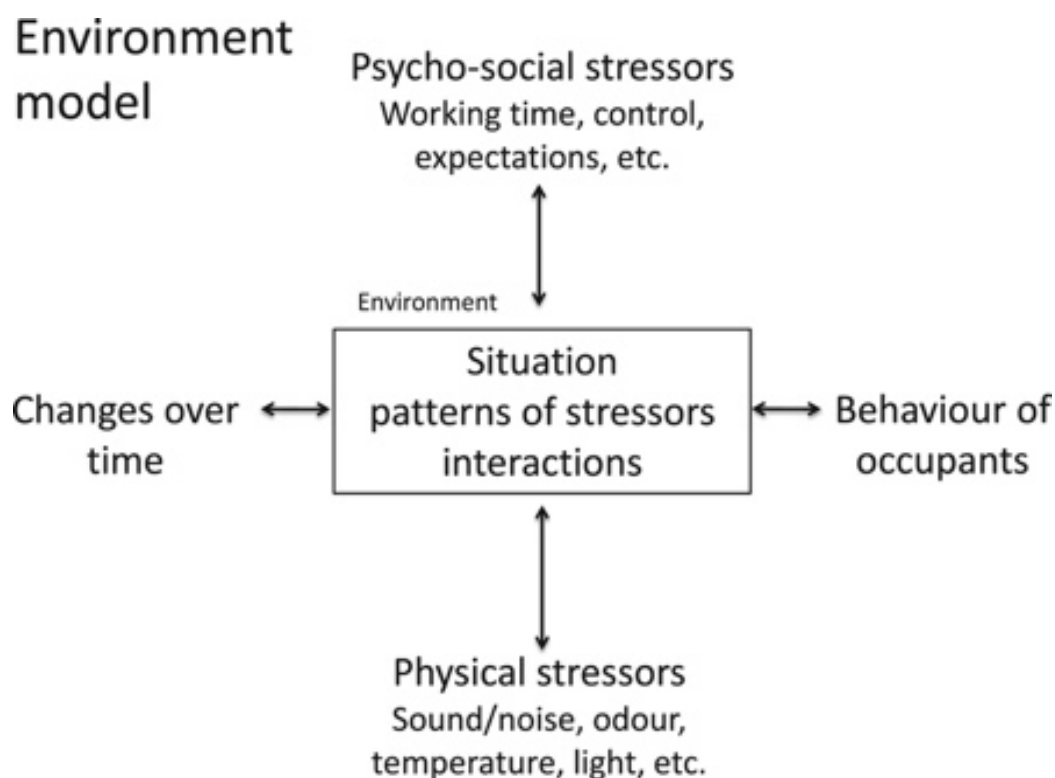 Environment
model
Psycho-social stressors
Working time, control,
expectations, etc.
Environment
Situation
patterns of stressors
interactions
Changes over
time
Behaviour of
occupants
Physical stressors
Sound/noise, odour,
temperature, light, etc.